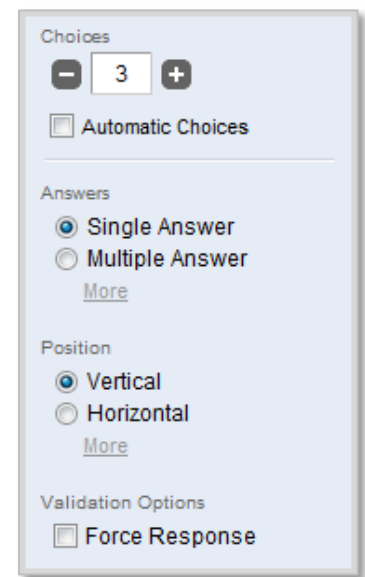 Choices
3
Automatic Choices
Answers
Single Answer
Multiple Answer
More
Position
Vertical
Horizontal
More
Validation Options
Force Response